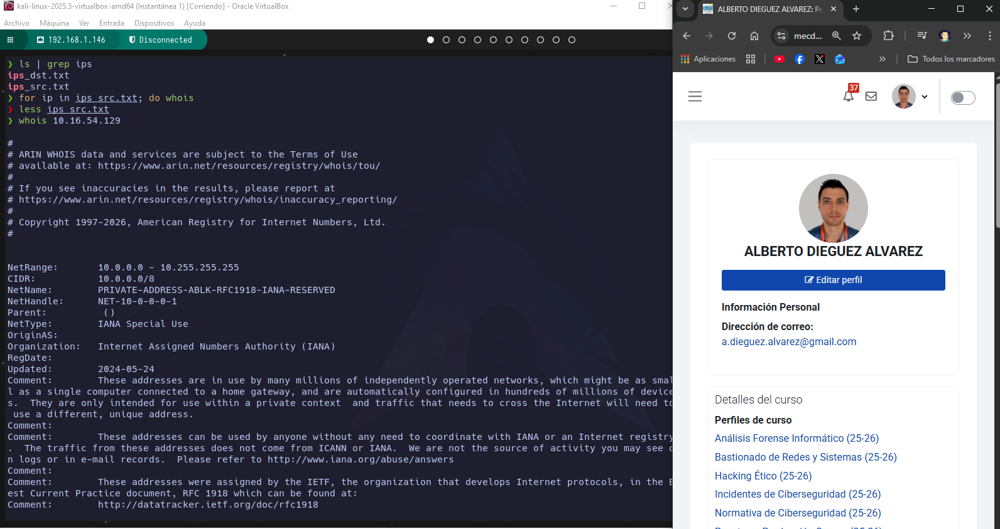 kali-linux-2025.3-virtualbox-amd64 (Instantánea 1) [Corriendo] - Oracle VirtualBox
Archivo Máquina Ver Entrada Dispositivos Ayuda
192.168.1.146 Disconnected
❯ ls | grep ips
ips_dst.txt
ips_src.txt
❯ for ip in ips_src.txt; do whois
❯ less ips_src.txt
❯ whois 10.16.54.129
#
# ARIN WHOIS data and services are subject to the Terms of Use
# available at: https://www.arin.net/resources/registry/whois/tou/
#
# If you see inaccuracies in the results, please report at
# https://www.arin.net/resources/registry/whois/inaccuracy_reporting/
#
# Copyright 1997-2026, American Registry for Internet Numbers, Ltd.
#
NetRange: 10.0.0.0 - 10.255.255.255
CIDR: 10.0.0.0/8
NetName: PRIVATE-ADDRESS-ABLK-RFC1918-IANA-RESERVED
NetHandle: NET-10-0-0-0-1
Parent: ()
NetType: IANA Special Use
OriginAS:
Organization: Internet Assigned Numbers Authority (IANA)
RegDate:
Updated: 2024-05-24
Comment: These addresses are in use by many millions of independently operated networks, which might be as smal
l as a single computer connected to a home gateway, and are automatically configured in hundreds of millions of device
s. They are only intended for use within a private context and traffic that needs to cross the Internet will need to
use a different, unique address.
Comment:
Comment: These addresses can be used by anyone without any need to coordinate with IANA or an Internet registry
. The traffic from these addresses does not come from ICANN or IANA. We are not the source of activity you may see o
n logs or in e-mail records. Please refer to http://www.iana.org/abuse/answers
Comment:
Comment: These addresses were assigned by the IETF, the organization that develops Internet protocols, in the B
est Current Practice document, RFC 1918 which can be found at:
Comment: http://datatracker.ietf.org/doc/rfc1918
ALBERTO DIEGUEZ ALVAREZ: Pe
mecd...
Aplicaciones
Todos los marcadores
37
ALBERTO DIEGUEZ ALVAREZ
Editar perfil
Información Personal
Dirección de correo:
a.dieguez.alvarez@gmail.com
Detalles del curso
Perfiles de curso
Análisis Forense Informático (25-26)
Bastionado de Redes y Sistemas (25-26)
Hacking Ético (25-26)
Incidentes de Ciberseguridad (25-26)
Normativa de Ciberseguridad (25-26)